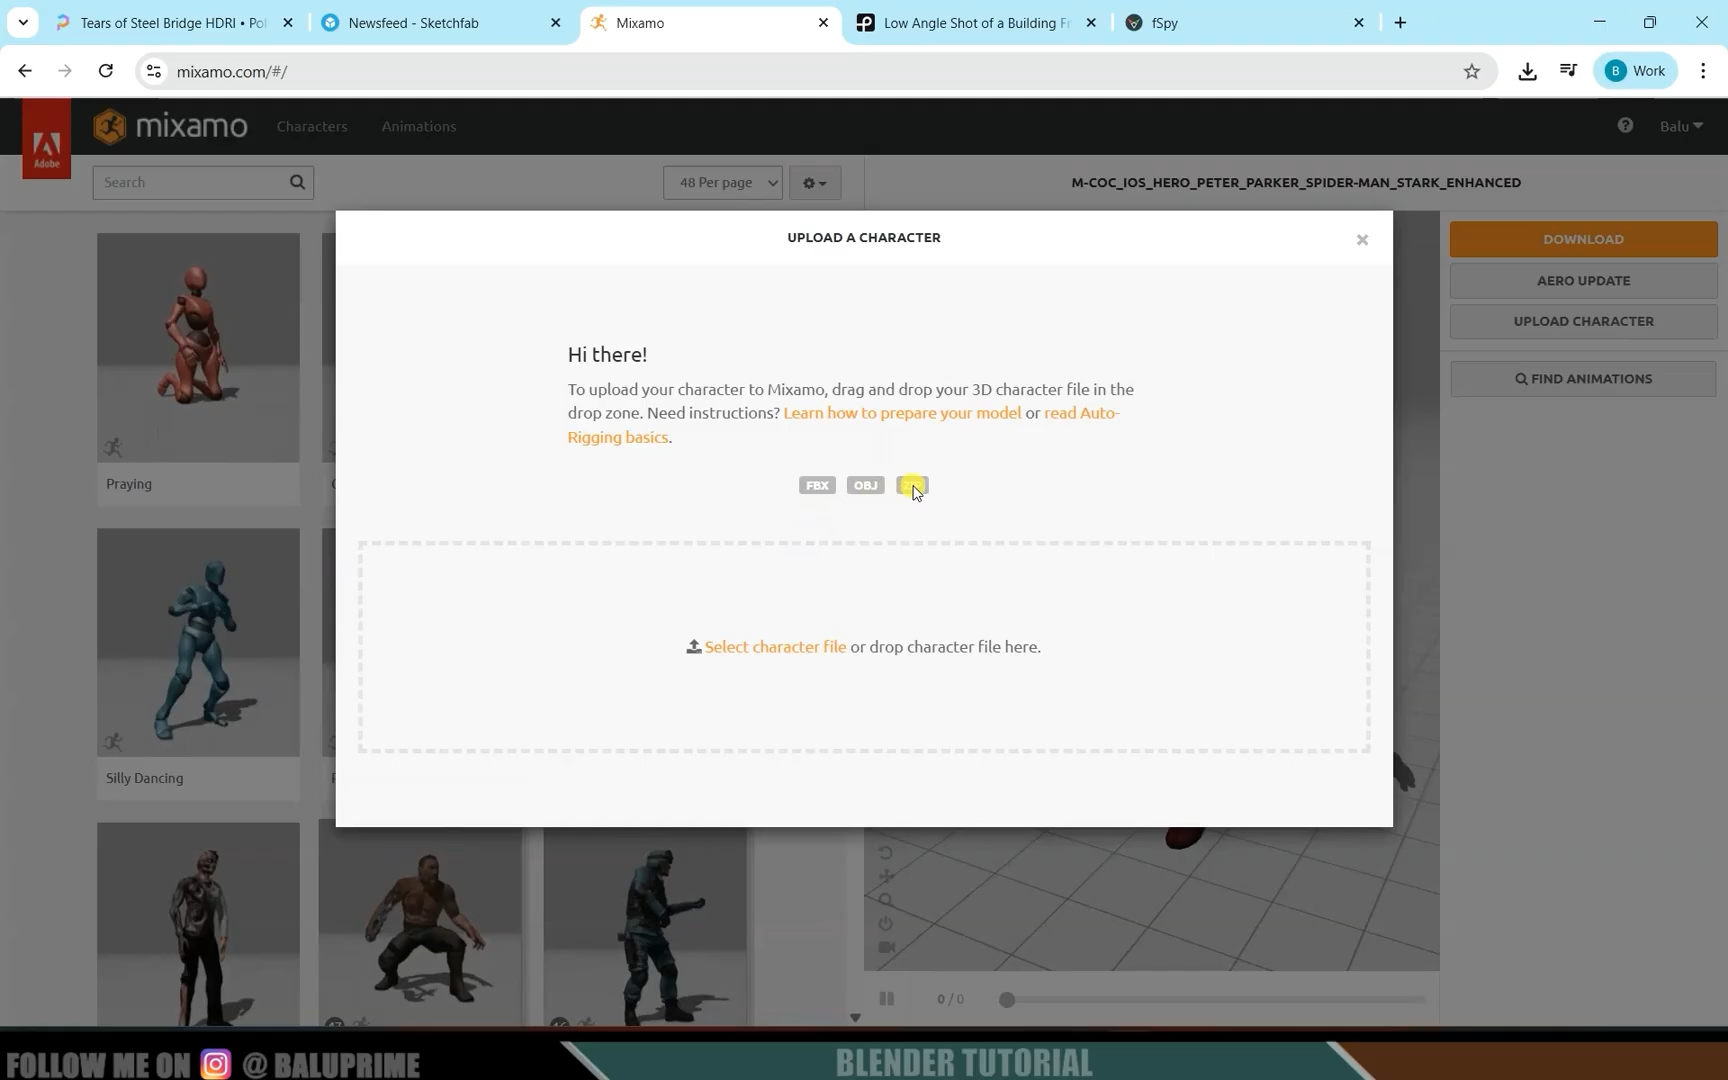 Tears of Steel Bridge HDRI • Pol
Newsfeed - Sketchfab
Mixamo
Low Angle Shot of a Building Fr
fSpy
mixamo.com/#/
B Work
Adobe
mixamo
Characters
Animations
Balu
Search
48 Per page
M-COC_IOS_HERO_PETER_PARKER_SPIDER-MAN_STARK_ENHANCED
UPLOAD A CHARACTER
DOWNLOAD
AERO UPDATE
UPLOAD CHARACTER
FIND ANIMATIONS
Hi there!
To upload your character to Mixamo, drag and drop your 3D character file in the
drop zone. Need instructions? Learn how to prepare your model or read Auto-
Rigging basics.
FBX OBJ
Praying
Select character file or drop character file here.
Silly Dancing
0 / 0
FOLLOW ME ON @ BALUPRIME
BLENDER TUTORIAL